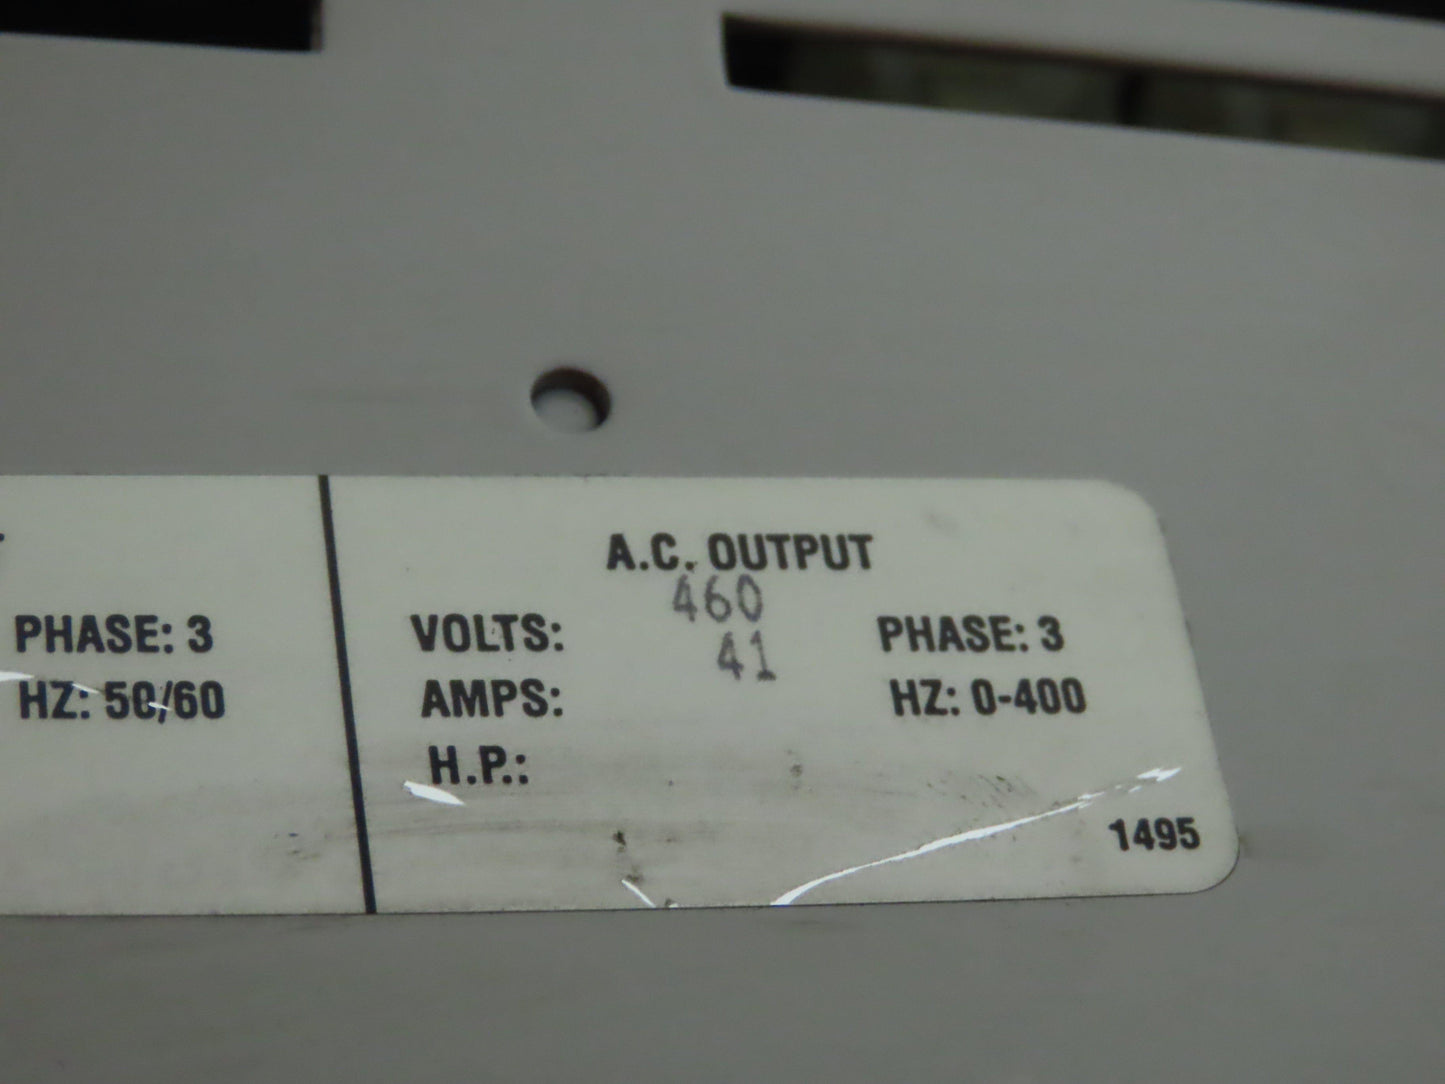 A.C. OUTPUT
460
PHASE: 3
VOLTS:
PHASE: 3
41
HZ: 50/60
AMPS:
HZ: 0-400
H.P.:
1495